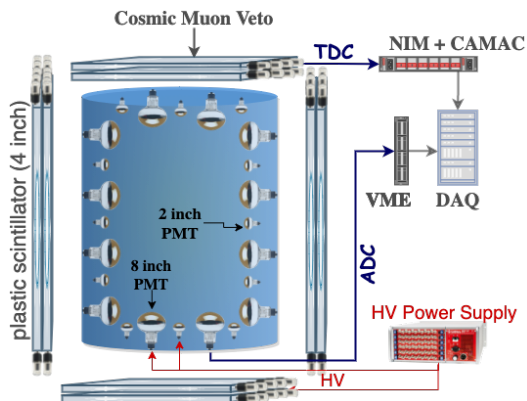 Cosmic Muon Veto
TDC
NIM + CAMAC
plastic scintillator (4 inch)
2 inch
PMT
VME
DAQ
8 inch
PMT
ADC
HV Power Supply
HV